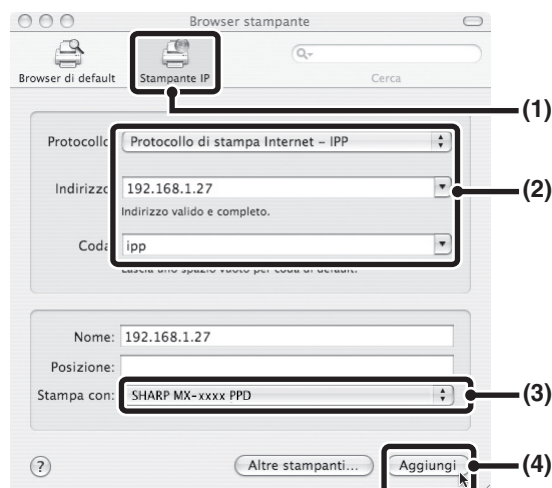 Browser stampante
Browser di default
Stampante IP
Cerca
(1)
Protocollo
Protocollo di stampa Internet – IPP
Indirizzo
192.168.1.27
(2)
Indirizzo valido e completo.
Coda
ipp
Lascia uno spazio vuoto per coda di default.
Nome: 192.168.1.27
Posizione:
Stampa con: SHARP MX-xxxx PPD
(3)
?
Altre stampanti...
Aggiungi
(4)